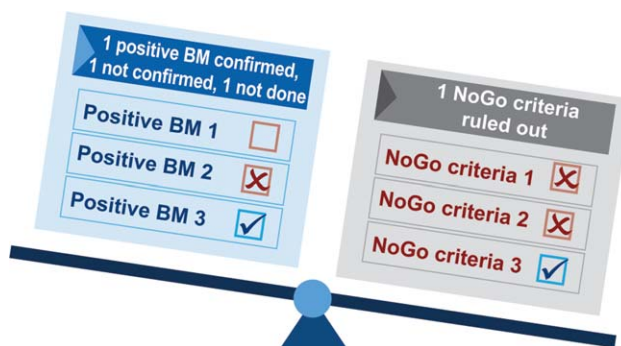 1 positive BM confirmed,
1 not confirmed, 1 not done
Positive BM 1
Positive BM 2
Positive BM 3
1 NoGo criteria
ruled out
NoGo criteria 1
NoGo criteria 2
NoGo criteria 3